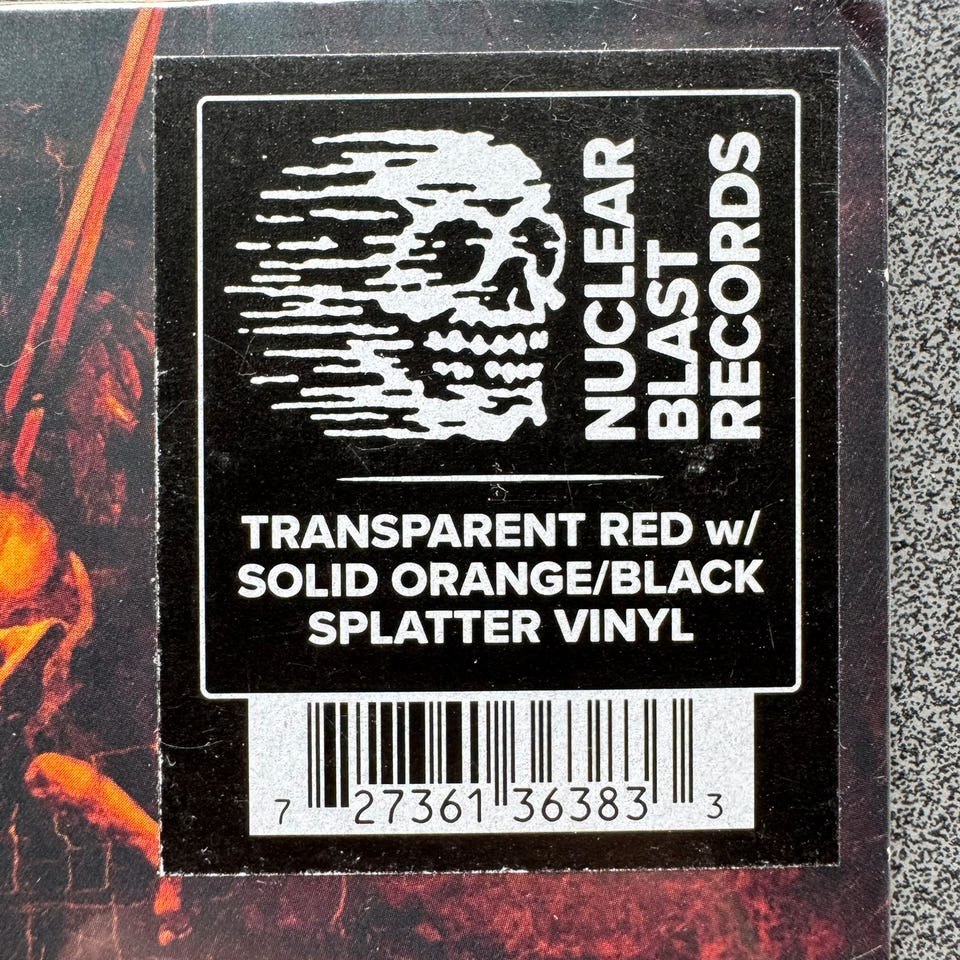 NUCLEAR
BLAST
RECORDS
TRANSPARENT RED w/
SOLID ORANGE/BLACK
SPLATTER VINYL
7 27361 36383 3